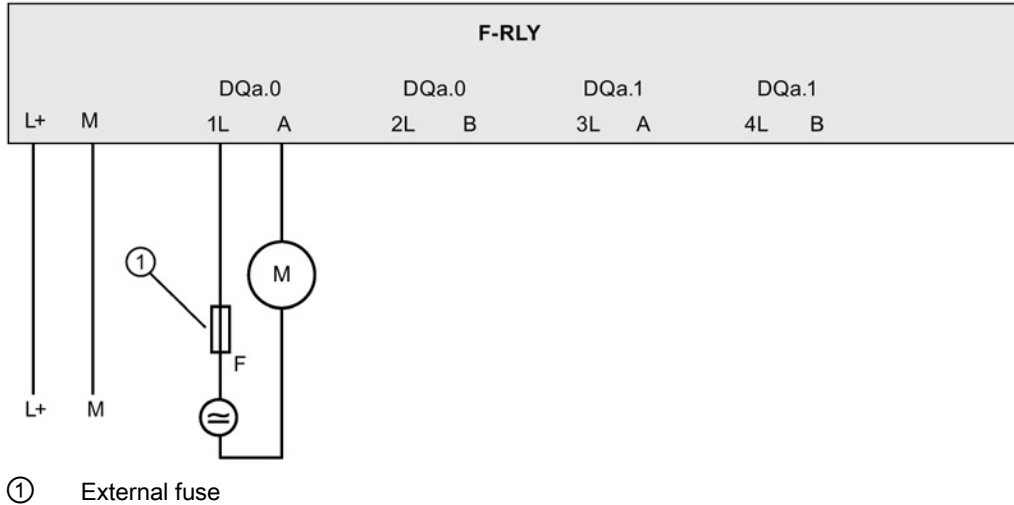 F-RLY
DQa.0 DQa.0 DQa.1 DQa.1
L+ M 1L A 2L B 3L A 4L B
①
M
F
L+ M
① External fuse